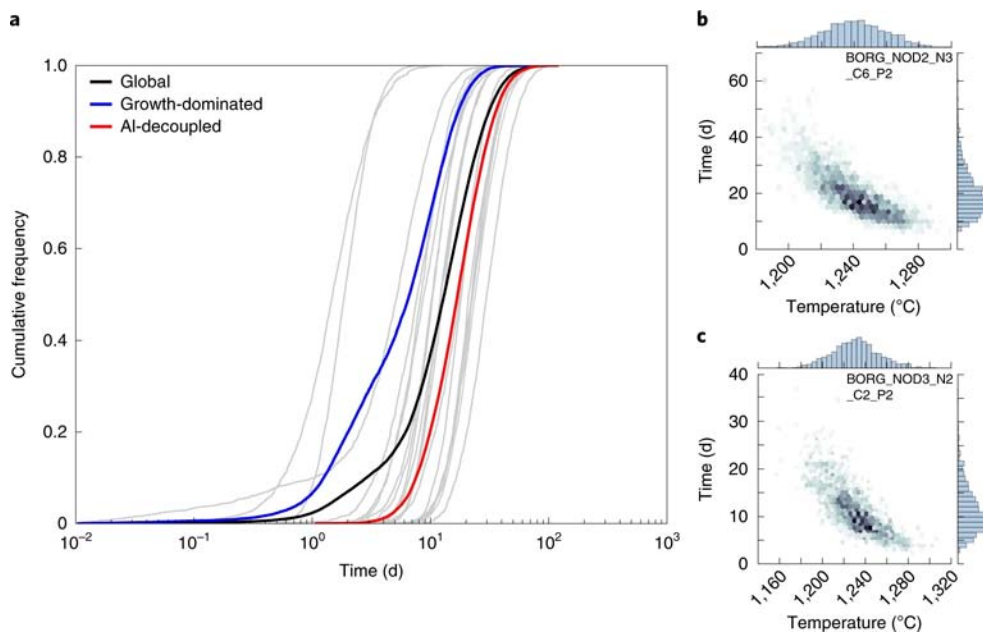 a
1.0
0.8
0.6
0.4
0.2
0
Cumulative frequency
Global
Growth-dominated
Al-decoupled
10⁻²
10⁻¹
10⁰
10¹
10²
10³
Time (d)
b
BORG_NOD2_N3
_C6_P2
60
40
20
0
Time (d)
1,200
1,240
1,280
Temperature (°C)
c
BORG_NOD3_N2
_C2_P2
40
30
20
10
0
Time (d)
1,160
1,200
1,240
1,280
1,320
Temperature (°C)